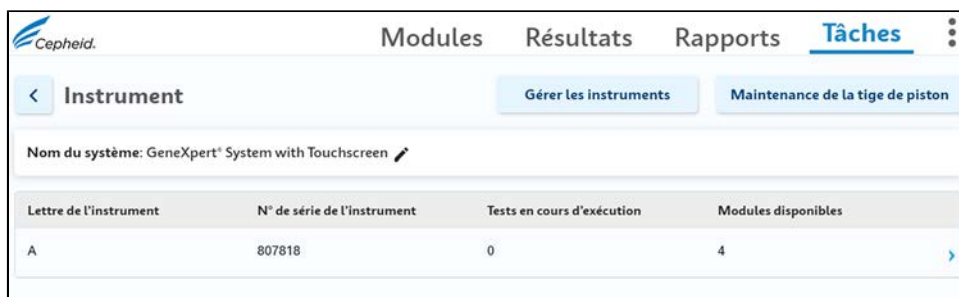 Cepheid.
Modules Résultats Rapports Tâches
Instrument Gérer les instruments Maintenance de la tige de piston
Nom du système: GeneXpert® System with Touchscreen
Lettre de l'instrument N° de série de l'instrument Tests en cours d'exécution Modules disponibles
A 807818 0 4